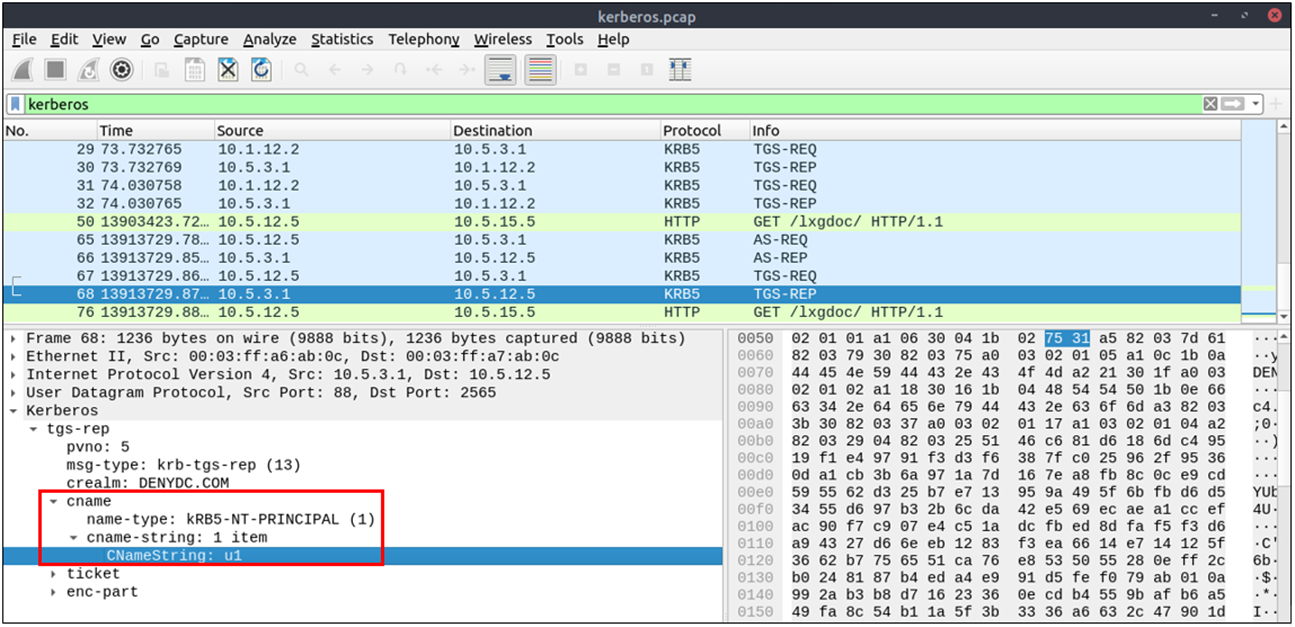 kerberos.pcap
File Edit View Go Capture Analyze Statistics Telephony Wireless Tools Help
kerberos
No. Time Source Destination Protocol Info
29 73.732765 10.1.12.2 10.5.3.1 KRB5 TGS-REQ
30 73.732769 10.5.3.1 10.1.12.2 KRB5 TGS-REP
31 74.030758 10.1.12.2 10.5.3.1 KRB5 TGS-REQ
32 74.030765 10.5.3.1 10.1.12.2 KRB5 TGS-REP
50 13903423.72… 10.5.12.5 10.5.15.5 HTTP GET /lxgdoc/ HTTP/1.1
65 13913729.78… 10.5.12.5 10.5.3.1 KRB5 AS-REQ
66 13913729.85… 10.5.3.1 10.5.12.5 KRB5 AS-REP
67 13913729.86… 10.5.12.5 10.5.3.1 KRB5 TGS-REQ
68 13913729.87… 10.5.3.1 10.5.12.5 KRB5 TGS-REP
76 13913729.88… 10.5.12.5 10.5.15.5 HTTP GET /lxgdoc/ HTTP/1.1
Frame 68: 1236 bytes on wire (9888 bits), 1236 bytes captured (9888 bits)
Ethernet II, Src: 00:03:ff:a6:ab:0c, Dst: 00:03:ff:a7:ab:0c
Internet Protocol Version 4, Src: 10.5.3.1, Dst: 10.5.12.5
User Datagram Protocol, Src Port: 88, Dst Port: 2565
Kerberos
tgs-rep
pvno: 5
msg-type: krb-tgs-rep (13)
crealm: DENYDC.COM
cname
name-type: kRB5-NT-PRINCIPAL (1)
cname-string: 1 item
CNameString: u1
ticket
enc-part
0050 02 01 01 a1 06 30 04 1b 02 75 31 a5 82 03 7d 61 ···
0060 82 03 79 30 82 03 75 a0 03 02 01 05 a1 0c 1b 0a ··y
0070 44 45 4e 59 44 43 2e 43 4f 4d a2 21 30 1f a0 03 DEN
0080 02 01 02 a1 18 30 16 1b 04 48 54 54 50 1b 0e 66 ···
0090 63 34 2e 64 65 6e 79 44 43 2e 63 6f 6d a3 82 03 c4.
00a0 3b 30 82 03 37 a0 03 02 01 17 a1 03 02 01 04 a2 ;0·
00b0 82 03 29 04 82 03 25 51 46 c6 81 d6 18 6d c4 95 ··)
00c0 19 f1 e4 97 91 f3 d3 f6 38 7f c0 25 96 2f 95 36 ···
00d0 0d a1 cb 3b 6a 97 1a 7d 16 7e a8 fb 8c 0c e9 cd ···
00e0 59 55 62 d3 25 b7 e7 13 95 9a 49 5f 6b fb d6 d5 YUb
00f0 34 55 d6 97 b3 2b 6c da 42 e5 69 ec ae a1 cc ef 4U·
0100 ac 90 f7 c9 07 e4 c5 1a dc fb ed 8d fa f5 f3 d6 ···
0110 a9 43 27 d6 6e eb 12 83 f3 ea 66 14 e7 14 12 5f ·C'
0120 36 62 b7 75 65 51 ca 76 e8 53 50 55 28 0e ff 2c 6b·
0130 b0 24 81 87 b4 ed a4 e9 91 d5 fe f0 79 ab 01 0a ·$·
0140 99 2a b3 b8 d7 16 23 36 0e cd b4 55 9b af b6 a5 ·*·
0150 49 fa 8c 54 b1 1a 5f 3b 33 36 a6 63 2c 47 90 1d I··